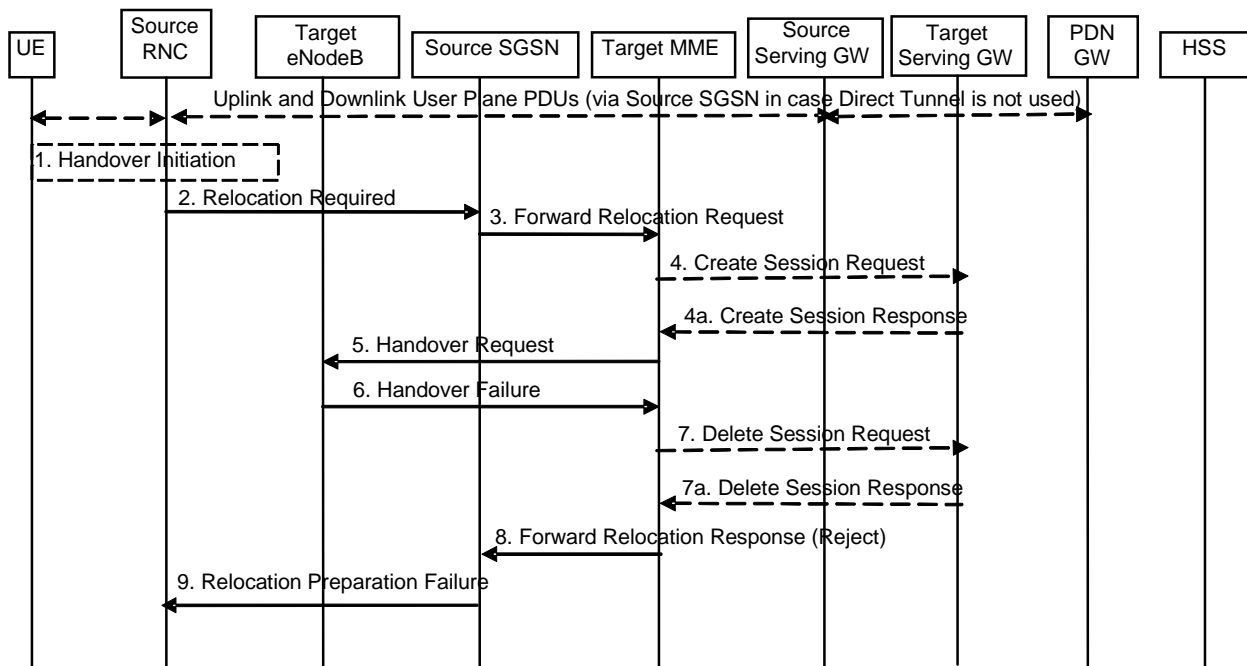 UE
Source
RNC
Target
eNodeB
Source SGSN
Target MME
Source
Serving GW
Target
Serving GW
PDN
GW
HSS
Uplink and Downlink User Plane PDUs (via Source SGSN in case Direct Tunnel is not used)
1. Handover Initiation
2. Relocation Required
3. Forward Relocation Request
4. Create Session Request
4a. Create Session Response
5. Handover Request
6. Handover Failure
7. Delete Session Request
7a. Delete Session Response
8. Forward Relocation Response (Reject)
9. Relocation Preparation Failure